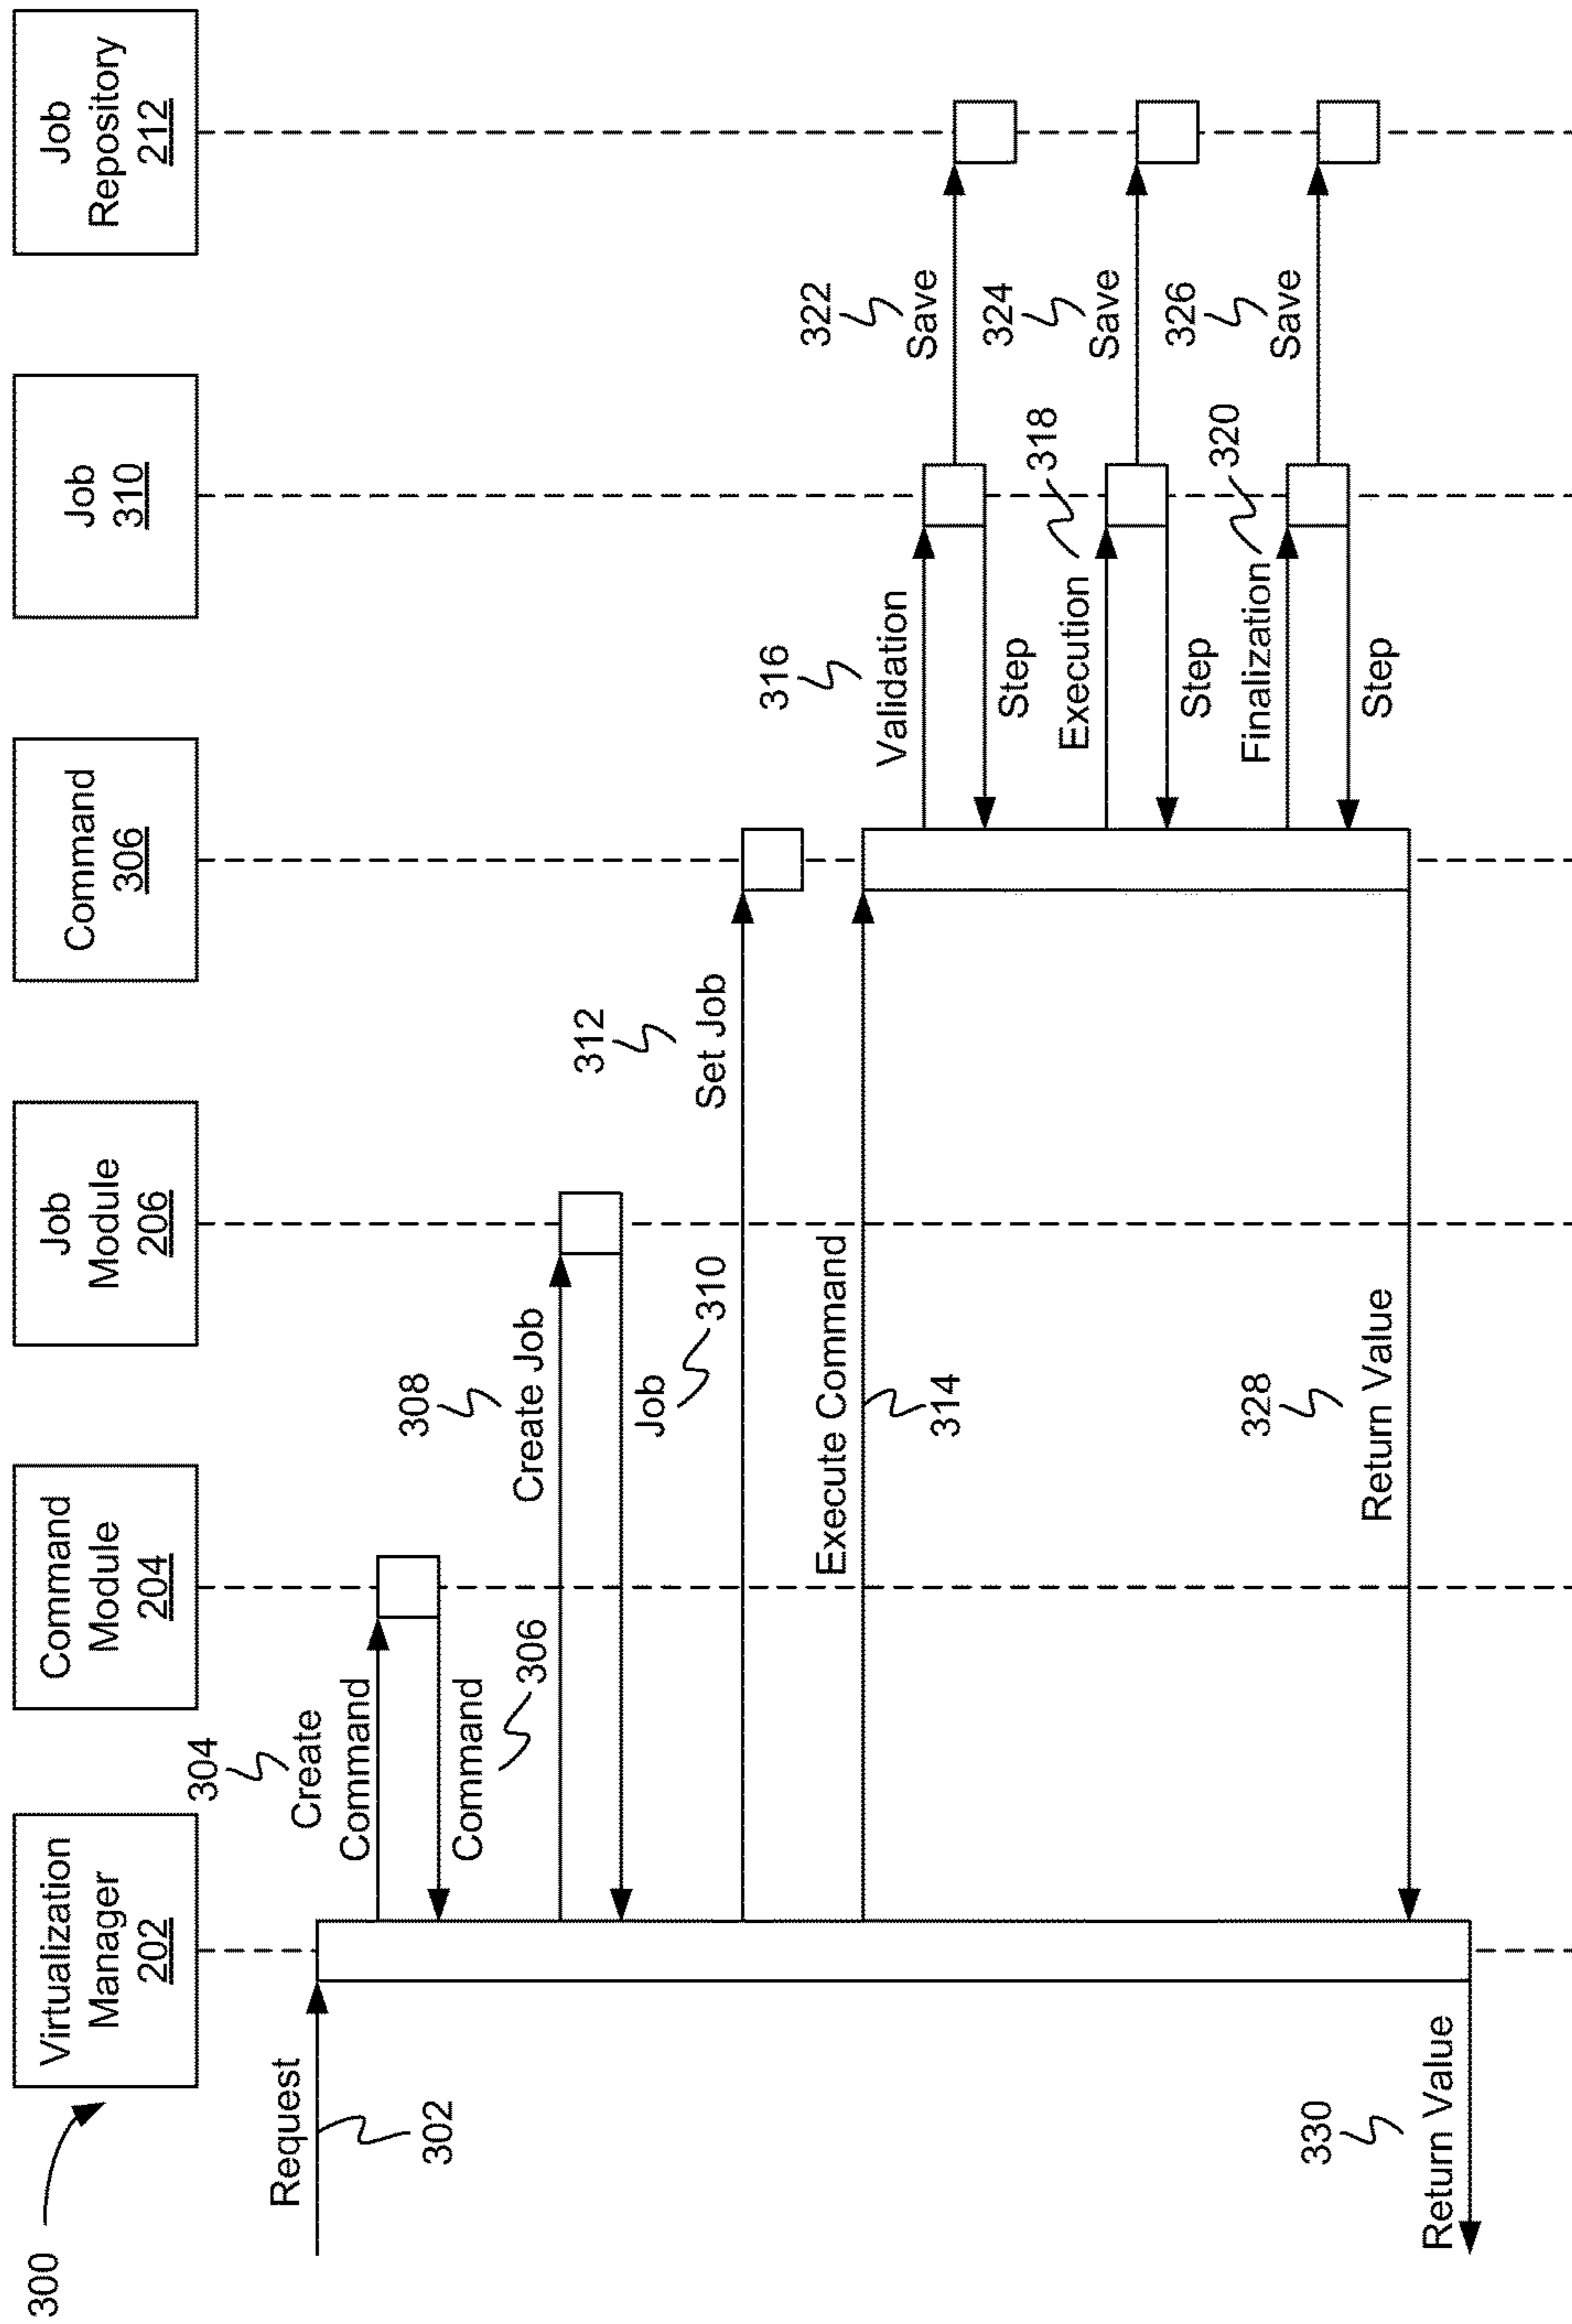 300
Virtualization
Manager
202
Command
Module
204
Job
Module
206
Command
306
Job
310
Job
Repository
212
Request
302
304
Create
Command
Command
306
308
Create Job
Job
310
312
Set Job
Execute Command
314
316
Validation
Step
322
Save
318
Execution
Step
324
Save
320
Finalization
Step
326
Save
328
Return Value
330
Return Value